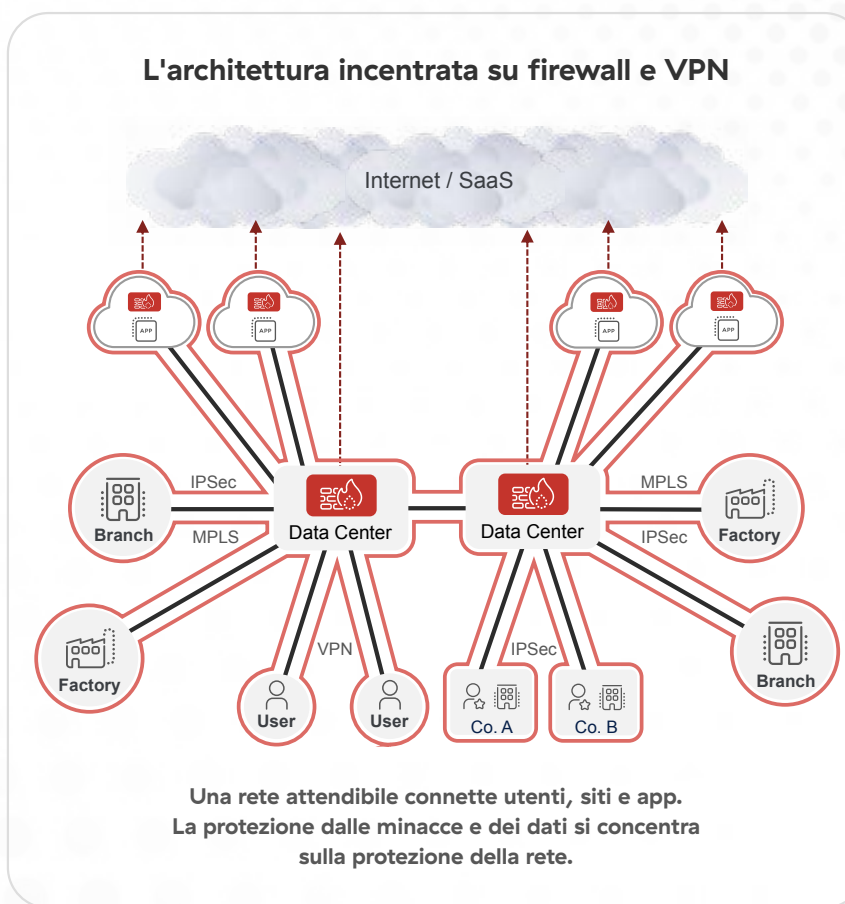 L'architettura incentrata su firewall e VPN
Internet / SaaS
APP
APP
APP
APP
IPSec
MPLS
Branch
Data Center
Data Center
Factory
MPLS
IPSec
Factory
VPN
IPSec
Branch
User
User
Co. A
Co. B
Una rete attendibile connette utenti, siti e app.
La protezione dalle minacce e dei dati si concentra
sulla protezione della rete.